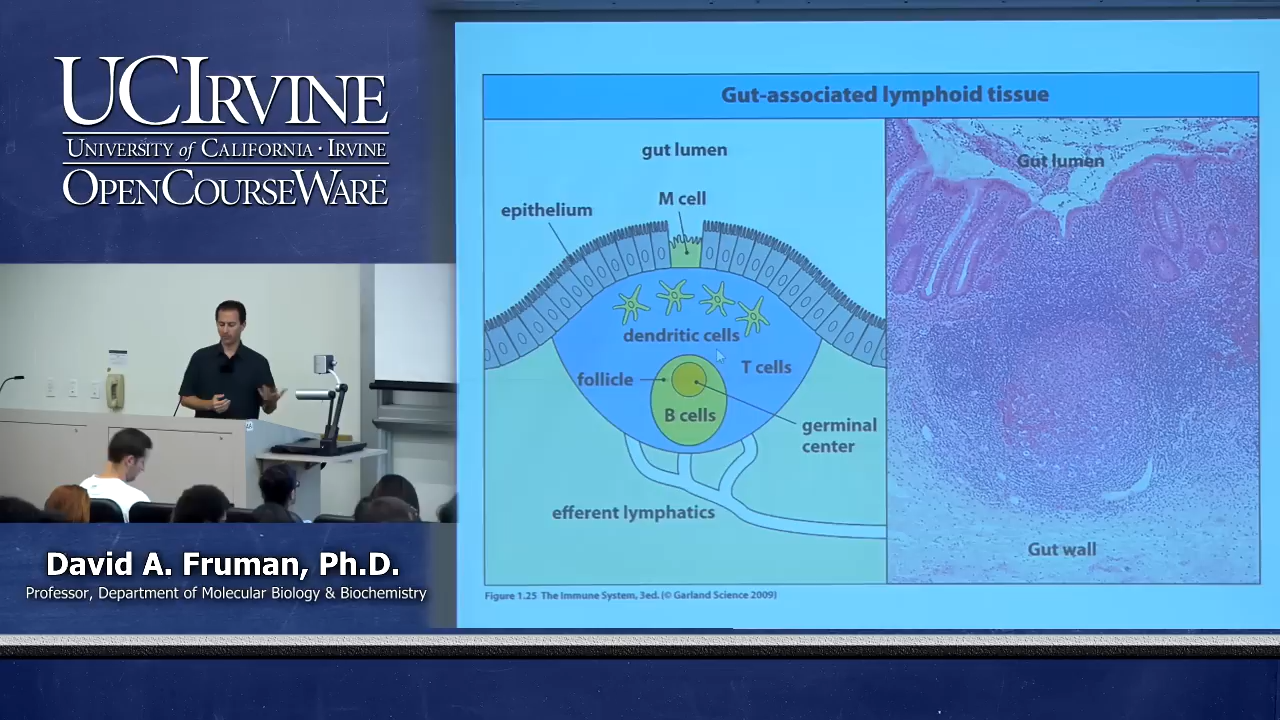 UCIRVINE
UNIVERSITY of CALIFORNIA · IRVINE
OPENCOURSEWARE
David A. Fruman, Ph.D.
Professor, Department of Molecular Biology & Biochemistry
Gut-associated lymphoid tissue
gut lumen
M cell
epithelium
dendritic cells
T cells
follicle
B cells
germinal
center
efferent lymphatics
Gut lumen
Gut wall
Figure 1.25 The Immune System, 3ed. (© Garland Science 2009)